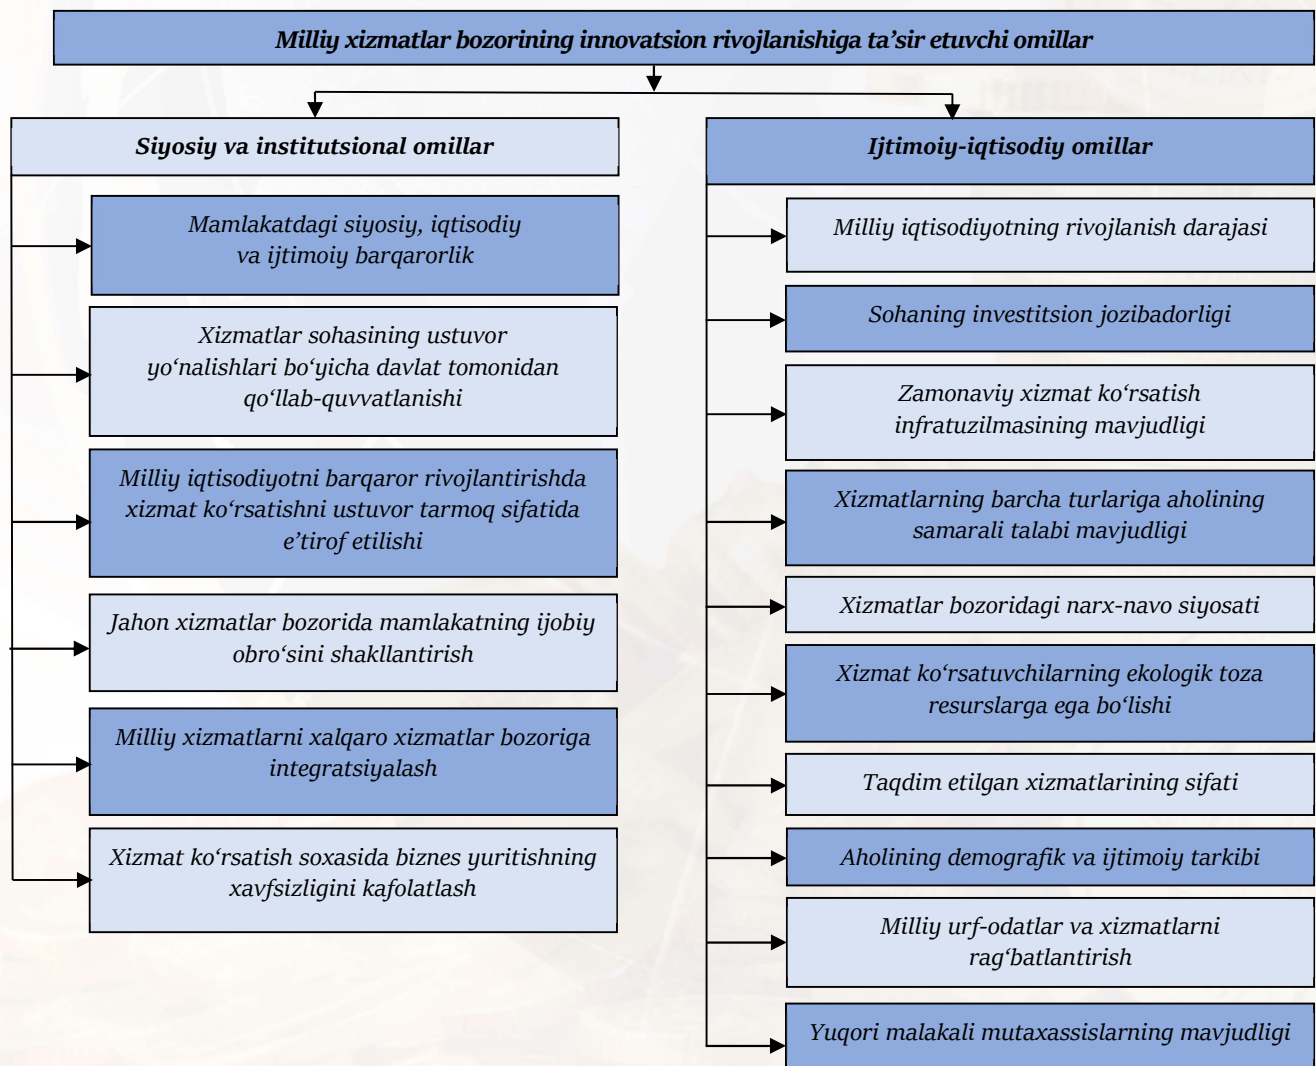 Milliy xizmatlar bozorining innovatsion rivojlanishiga ta’sir etuvchi omillar
Siyosiy va institutsional omillar
Mamlakatdagi siyosiy, iqtisodiy
va ijtimoiy barqarorlik
Xizmatlar sohasining ustuvor
yo‘nalishlari bo‘yicha davlat tomonidan
qo‘llab-quvvatlanishi
Milliy iqtisodiyotni barqaror rivojlantirishda
xizmat ko‘rsatishni ustuvor tarmoq sifatida
e’tirof etilishi
Jahon xizmatlar bozorida mamlakatning ijobiy
obro‘sini shakllantirish
Milliy xizmatlarni xalqaro xizmatlar bozoriga
integratsiyalash
Xizmat ko‘rsatish soxasida biznes yuritishning
xavfsizligini kafolatlash
Ijtimoiy-iqtisodiy omillar
Milliy iqtisodiyotning rivojlanish darajasi
Sohaning investitsion jozibadorligi
Zamonaviy xizmat ko‘rsatish
infratuzilmasining mavjudligi
Xizmatlarning barcha turlariga aholining
samarali talabi mavjudligi
Xizmatlar bozoridagi narx-navo siyosati
Xizmat ko‘rsatuvchilarning ekologik toza
resurslarga ega bo‘lishi
Taqdim etilgan xizmatlarining sifati
Aholining demografik va ijtimoiy tarkibi
Milliy urf-odatlar va xizmatlarni
rag‘batlantirish
Yuqori malakali mutaxassislarning mavjudligi